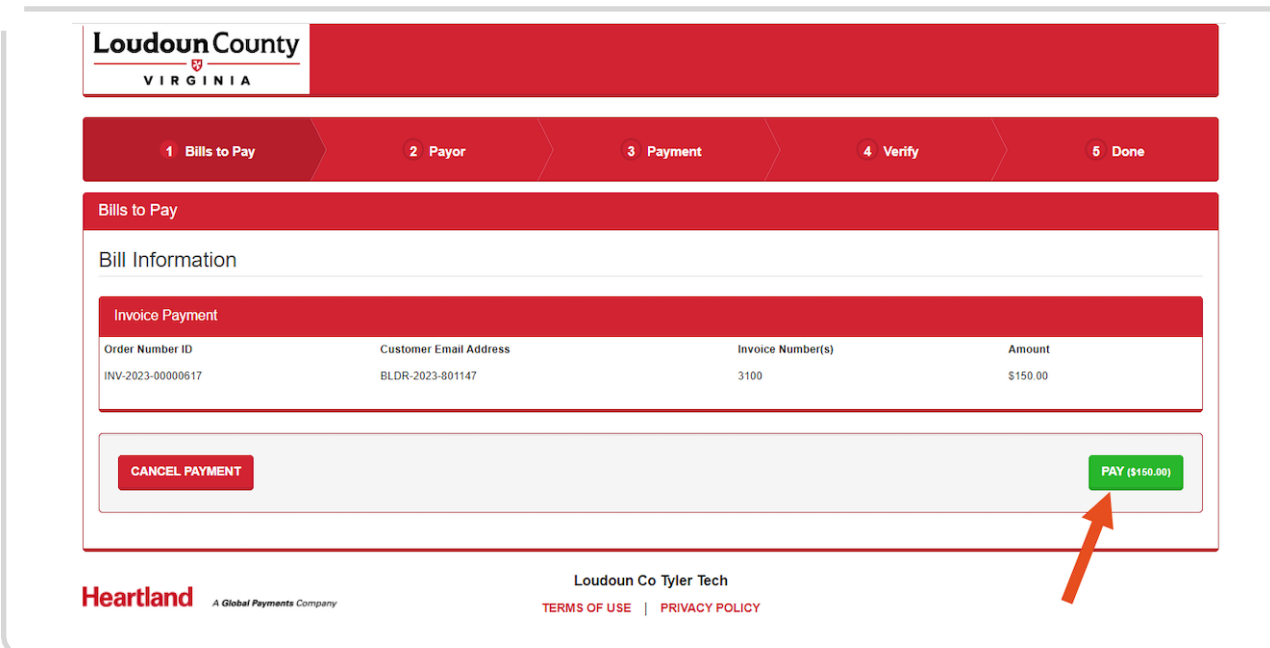 Loudoun County
VIRGINIA
1 Bills to Pay
2 Payor
3 Payment
4 Verify
5 Done
Bills to Pay
Bill Information
Invoice Payment
Order Number ID Customer Email Address Invoice Number(s) Amount
INV-2023-00000617 BLDR-2023-801147 3100 $150.00
CANCEL PAYMENT
PAY ($150.00)
Heartland A Global Payments Company
Loudoun Co Tyler Tech
TERMS OF USE | PRIVACY POLICY